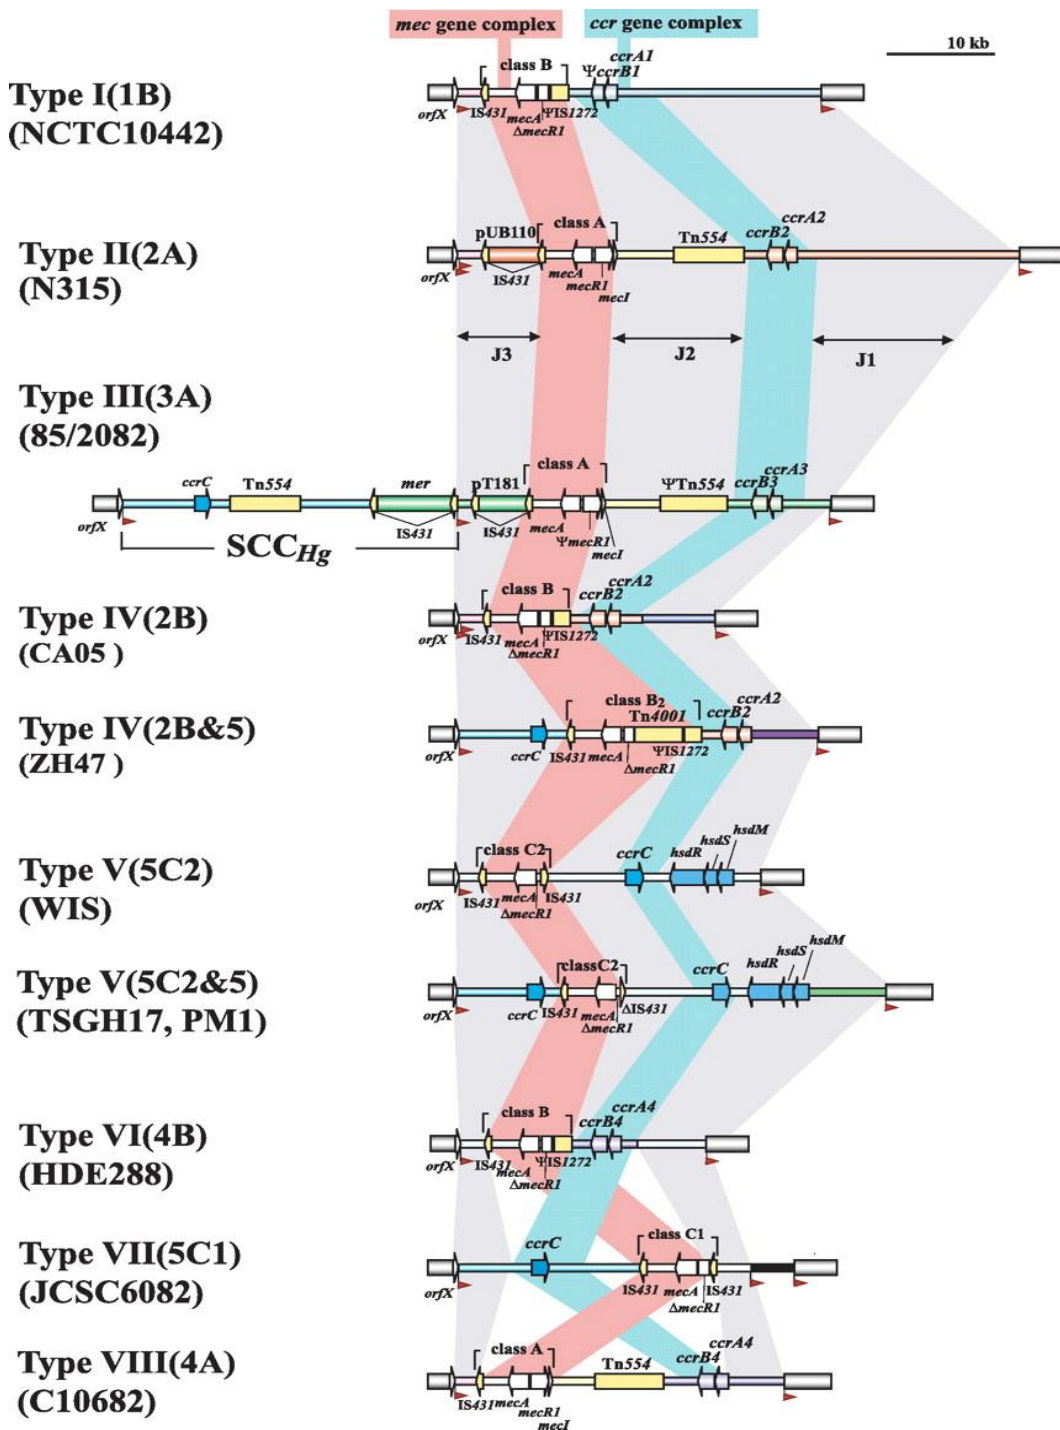 mec gene complex
ccr gene complex
10 kb
Type I(1B)
(NCTC10442)
class B
ccrA1
ΨccrB1
orfX
IS431
mecA
ΨIS1272
ΔmecR1
Type II(2A)
(N315)
pUB110
class A
Tn554
ccrB2
ccrA2
orfX
IS431
mecA
mecR1
mecI
J3
J2
J1
Type III(3A)
(85/2082)
ccrC
Tn554
mer
pT181
class A
ΨTn554
ccrB3
ccrA3
orfX
IS431
IS431
mecA
ΨmecR1
mecI
SCCHg
Type IV(2B)
(CA05 )
class B
ccrB2
ccrA2
orfX
IS431
mecA
ΨIS1272
ΔmecR1
Type IV(2B&5)
(ZH47 )
class B2
Tn4001
ccrB2
ccrA2
orfX
ccrC
IS431
mecA
ΨIS1272
ΔmecR1
Type V(5C2)
(WIS)
class C2
ccrC
hsdR
hsdS
hsdM
orfX
IS431
mecA
IS431
ΔmecR1
Type V(5C2&5)
(TSGH17, PM1)
classC2
ccrC
hsdR
hsdS
hsdM
orfX
ccrC
IS431
mecA
ΔIS431
ΔmecR1
Type VI(4B)
(HDE288)
class B
ccrB4
ccrA4
orfX
IS431
mecA
ΨIS1272
ΔmecR1
Type VII(5C1)
(JCSC6082)
ccrC
class C1
orfX
IS431
mecA
IS431
ΔmecR1
Type VIII(4A)
(C10682)
class A
Tn554
ccrB4
ccrA4
orfX
IS431
mecA
mecR1
mecI